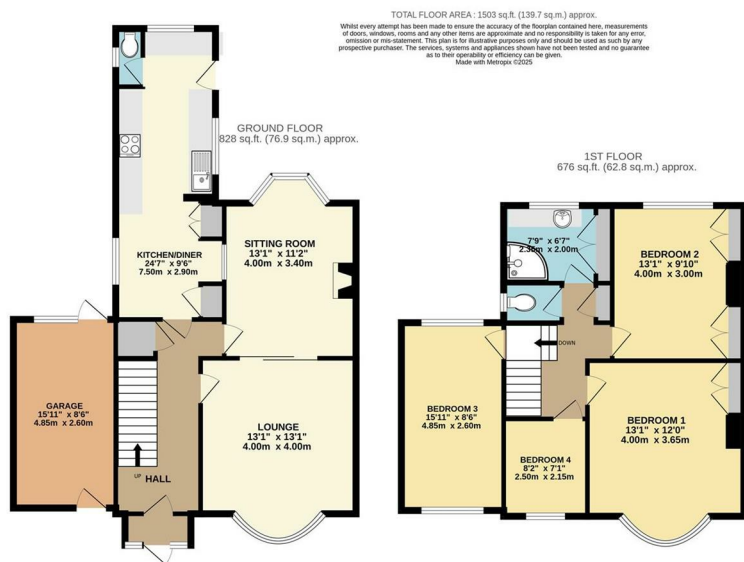 TOTAL FLOOR AREA : 1503 sq.ft. (139.7 sq.m.) approx.
Whilst every attempt has been made to ensure the accuracy of the floorplan contained here, measurements
of doors, windows, rooms and any other items are approximate and no responsibility is taken for any error,
omission or mis-statement. This plan is for illustrative purposes only and should be used as such by any
prospective purchaser. The services, systems and appliances shown have not been tested and no guarantee
as to their operability or efficiency can be given.
Made with Metropix ©2025
GROUND FLOOR
828 sq.ft. (76.9 sq.m.) approx.
KITCHEN/DINER
24'7" x 9'6"
7.50m x 2.90m
SITTING ROOM
13'1" x 11'2"
4.00m x 3.40m
GARAGE
15'11" x 8'6"
4.85m x 2.60m
LOUNGE
13'1" x 13'1"
4.00m x 4.00m
UP
HALL
1ST FLOOR
676 sq.ft. (62.8 sq.m.) approx.
7'9" x 6'7"
2.35m x 2.00m
BEDROOM 2
13'1" x 9'10"
4.00m x 3.00m
DOWN
BEDROOM 3
15'11" x 8'6"
4.85m x 2.60m
BEDROOM 1
13'1" x 12'0"
4.00m x 3.65m
BEDROOM 4
8'2" x 7'1"
2.50m x 2.15m